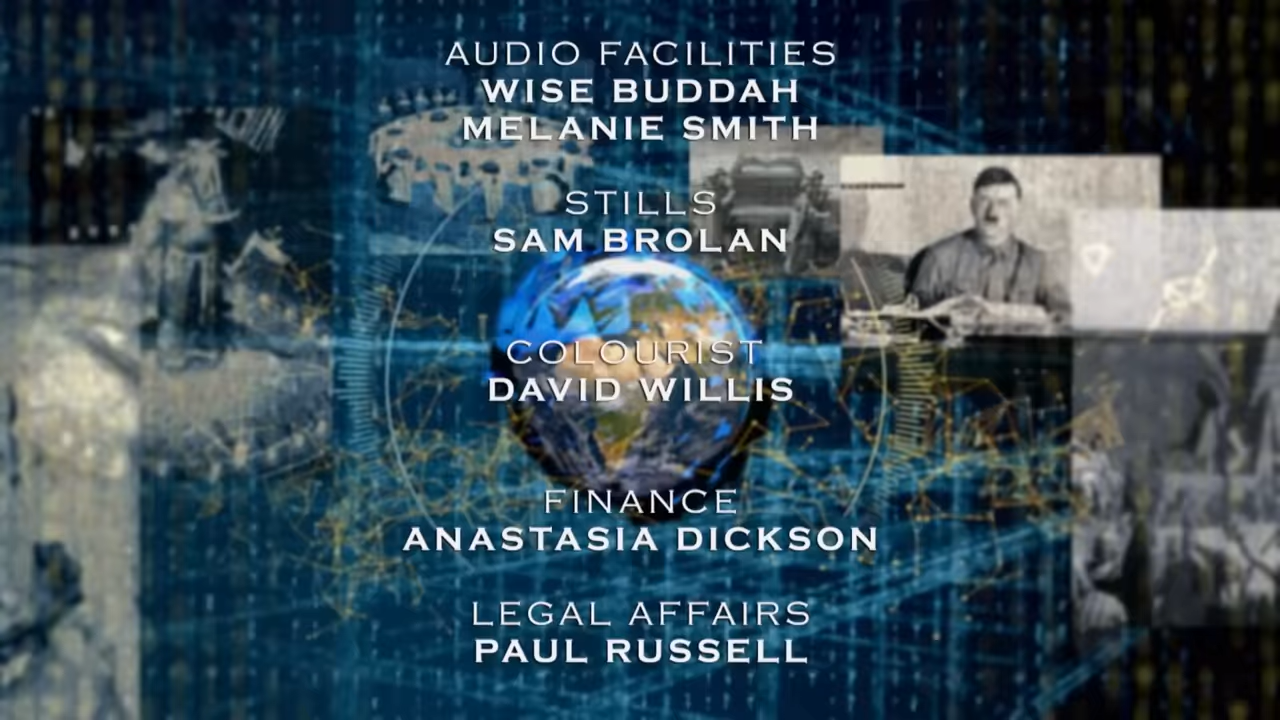 AUDIO FACILITIES
WISE BUDDAH
MELANIE SMITH
STILLS
SAM BROLAN
COLOURIST
DAVID WILLIS
FINANCE
ANASTASIA DICKSON
LEGAL AFFAIRS
PAUL RUSSELL